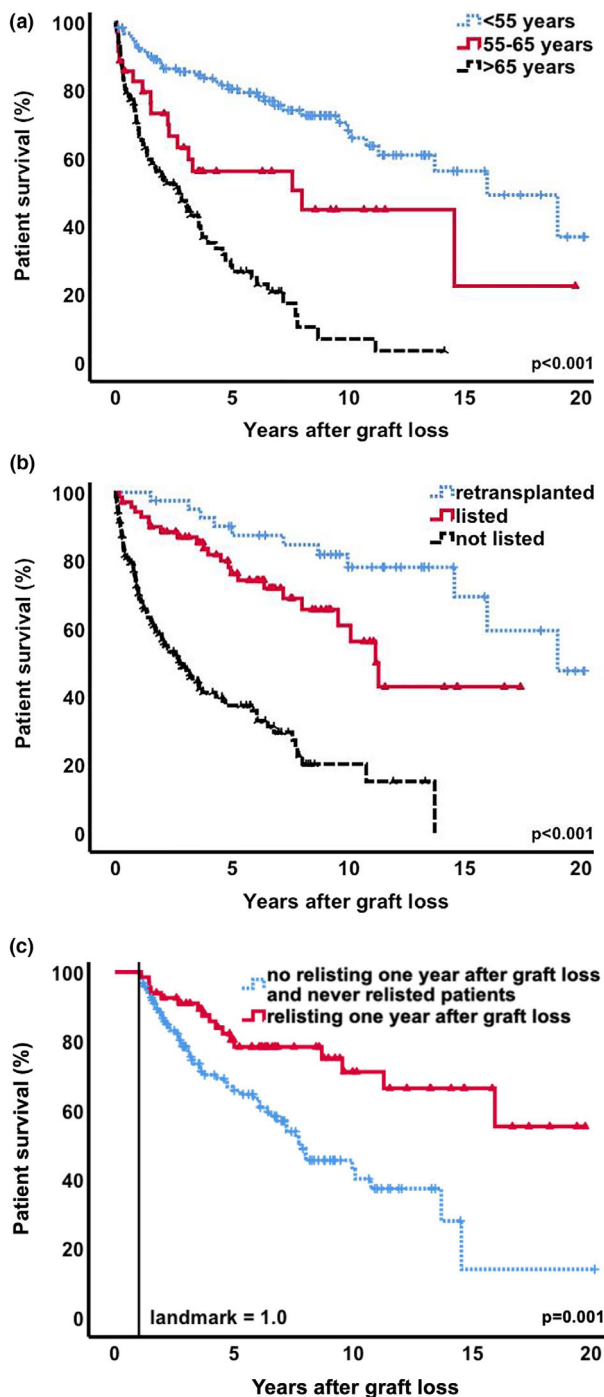 (a)
<55 years
55-65 years
>65 years
100
80
60
40
20
0
Patient survival (%)
p<0.001
0 5 10 15 20
Years after graft loss
(b)
retransplanted
listed
not listed
100
80
60
40
20
0
Patient survival (%)
p<0.001
0 5 10 15 20
Years after graft loss
(c)
no relisting one year after graft loss
and never relisted patients
relisting one year after graft loss
100
80
60
40
20
0
Patient survival (%)
landmark = 1.0
p=0.001
0 5 10 15 20
Years after graft loss